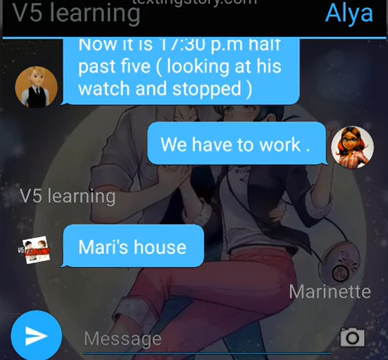 textingstory.com
V5 learning
Alya
Now it is 17:30 p.m half
past five ( looking at his
watch and stopped )
We have to work .
V5 learning
Mari's house
Marinette
Message